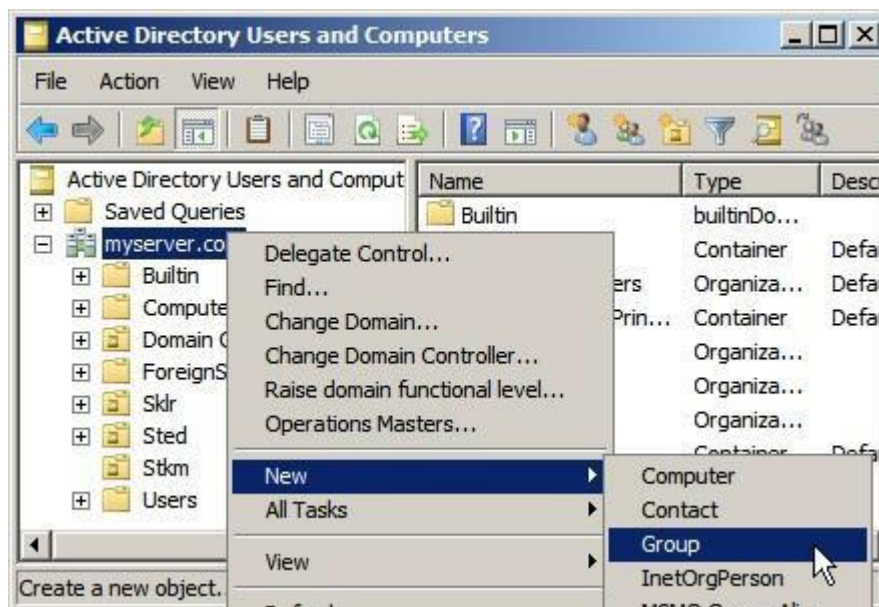 Active Directory Users and Computers
File Action View Help
Active Directory Users and Comput
Saved Queries
myserver.co
Builtin
Compute
Domain C
ForeignS
Sklr
Sted
Stkm
Users
Name Type Desc
Builtin builtinDo...
Container Defa
ers Organiza... Defa
Prin... Container Defa
Organiza...
Organiza...
Organiza...
Container Defa
Delegate Control...
Find...
Change Domain...
Change Domain Controller...
Raise domain functional level...
Operations Masters...
New
All Tasks
View
Computer
Contact
Group
InetOrgPerson
Create a new object.